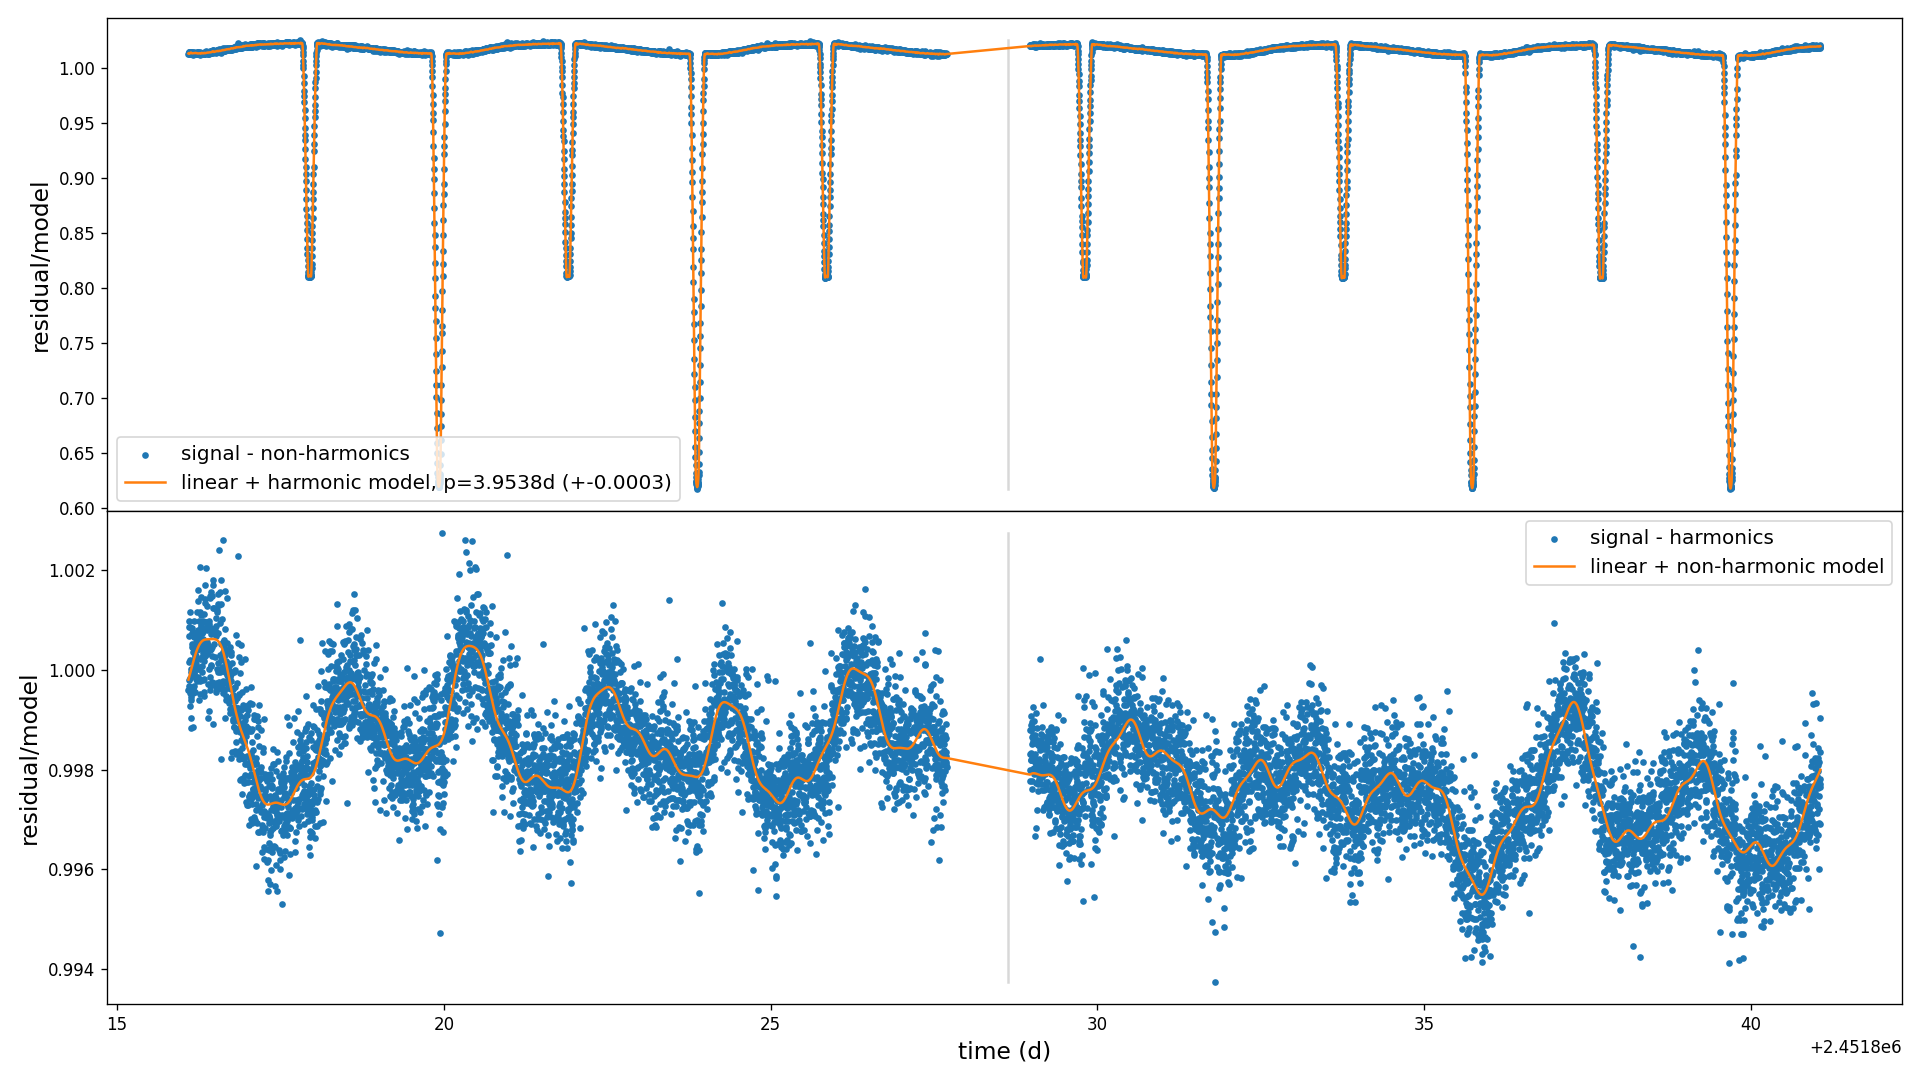 residual/model
1.00
0.95
0.90
0.85
0.80
0.75
0.70
0.65
0.60
signal - non-harmonics
linear + harmonic model, p=3.9538d (+-0.0003)
residual/model
1.002
1.000
0.998
0.996
0.994
signal - harmonics
linear + non-harmonic model
15
20
25
30
35
40
time (d)
+2.4518e6